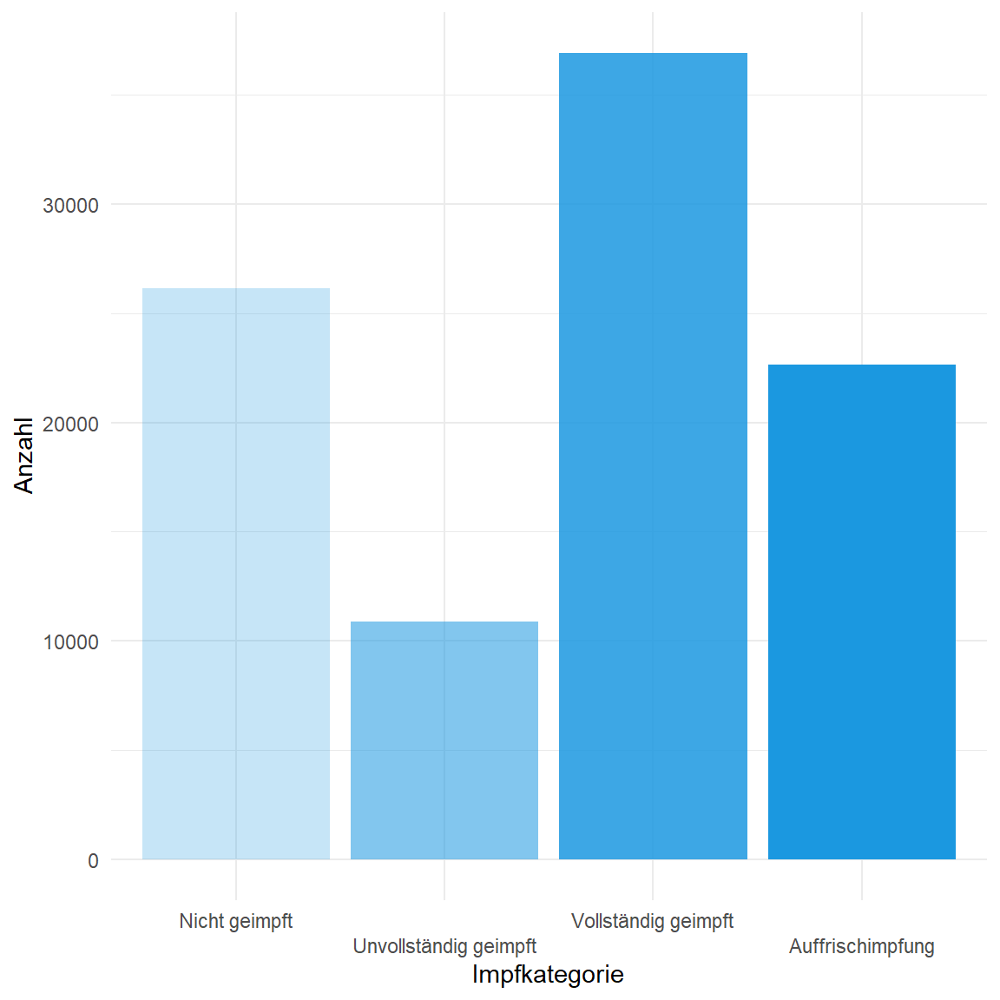 Anzahl
30000
20000
10000
0
Nicht geimpft
Unvollständig geimpft
Vollständig geimpft
Auffrischimpfung
Impfkategorie